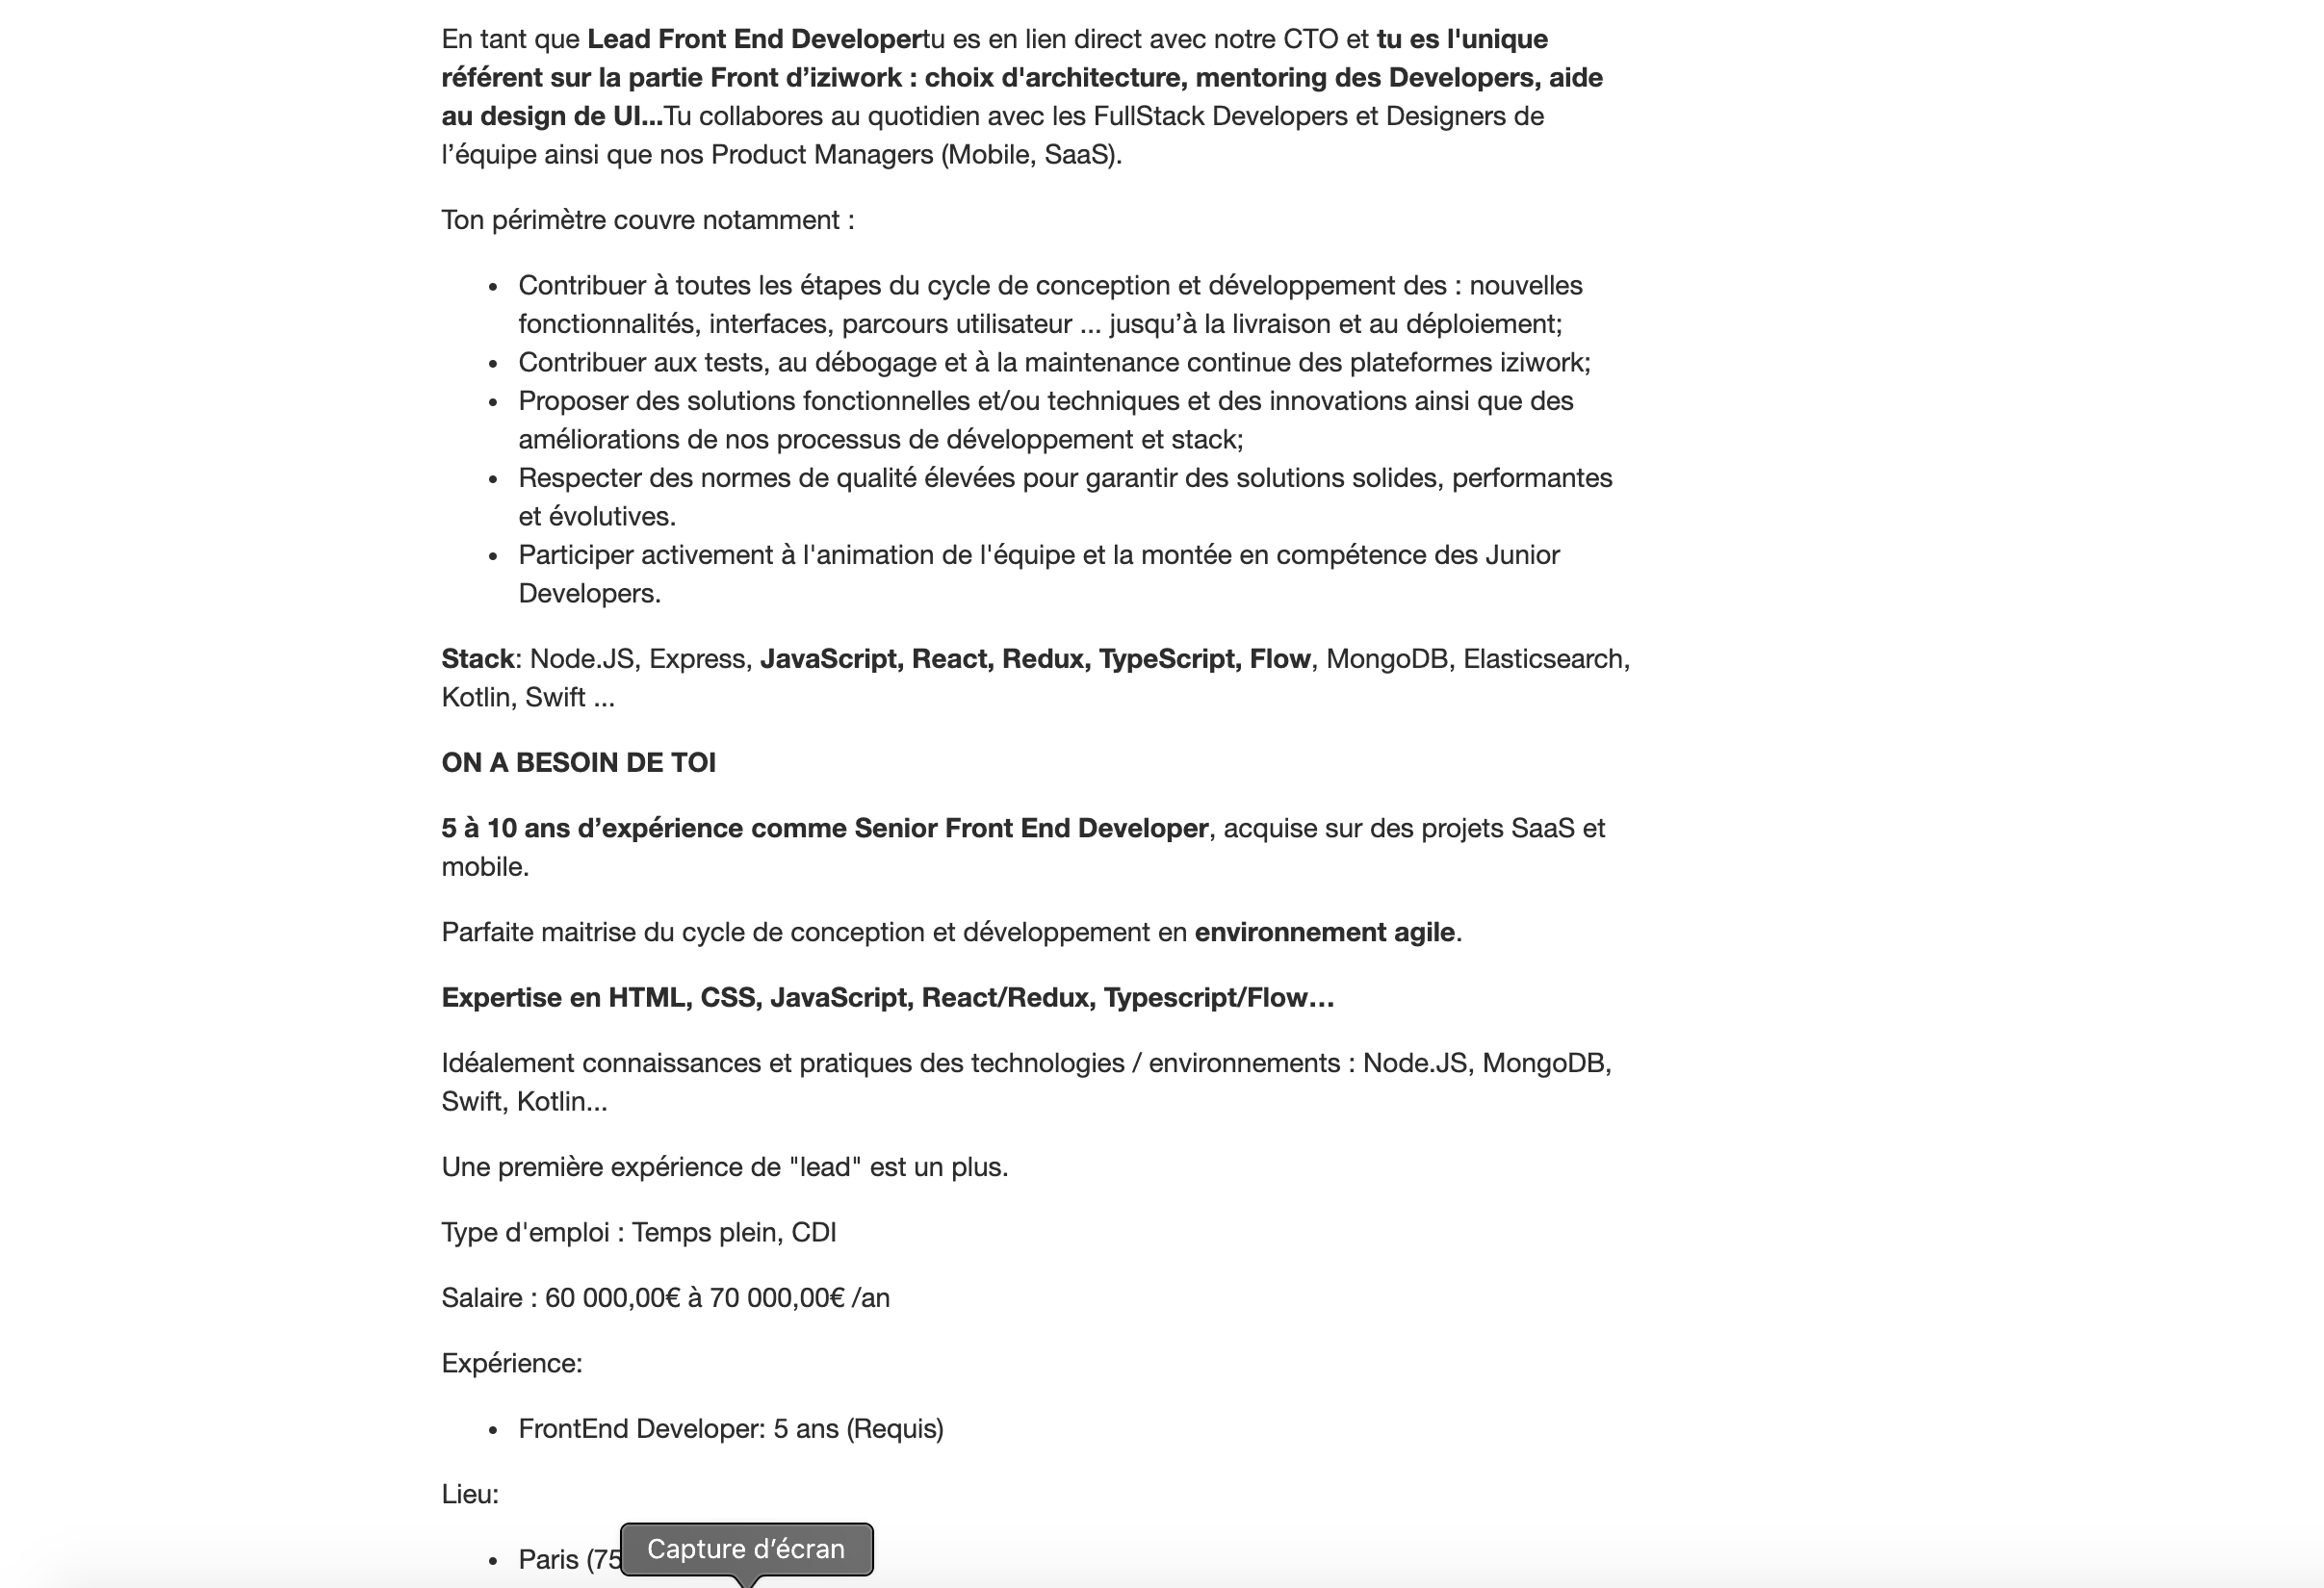 En tant que Lead Front End Developertu es en lien direct avec notre CTO et tu es l'unique
référent sur la partie Front d’iziwork : choix d'architecture, mentoring des Developers, aide
au design de UI...Tu collabores au quotidien avec les FullStack Developers et Designers de
l’équipe ainsi que nos Product Managers (Mobile, SaaS).
Ton périmètre couvre notamment :
• Contribuer à toutes les étapes du cycle de conception et développement des : nouvelles
fonctionnalités, interfaces, parcours utilisateur ... jusqu’à la livraison et au déploiement;
• Contribuer aux tests, au débogage et à la maintenance continue des plateformes iziwork;
• Proposer des solutions fonctionnelles et/ou techniques et des innovations ainsi que des
améliorations de nos processus de développement et stack;
• Respecter des normes de qualité élevées pour garantir des solutions solides, performantes
et évolutives.
• Participer activement à l'animation de l'équipe et la montée en compétence des Junior
Developers.
Stack: Node.JS, Express, JavaScript, React, Redux, TypeScript, Flow, MongoDB, Elasticsearch,
Kotlin, Swift ...
ON A BESOIN DE TOI
5 à 10 ans d’expérience comme Senior Front End Developer, acquise sur des projets SaaS et
mobile.
Parfaite maitrise du cycle de conception et développement en environnement agile.
Expertise en HTML, CSS, JavaScript, React/Redux, Typescript/Flow…
Idéalement connaissances et pratiques des technologies / environnements : Node.JS, MongoDB,
Swift, Kotlin...
Une première expérience de "lead" est un plus.
Type d'emploi : Temps plein, CDI
Salaire : 60 000,00€ à 70 000,00€ /an
Expérience:
• FrontEnd Developer: 5 ans (Requis)
Lieu:
• Paris (75
Capture d’écran